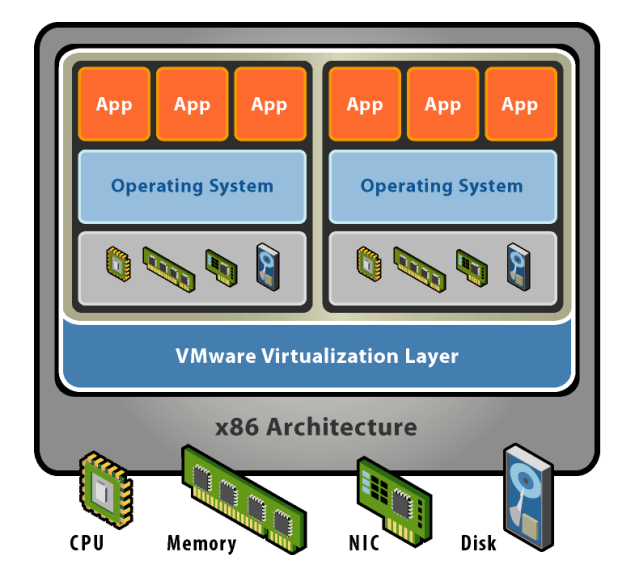 App App App App App App
Operating System Operating System
VMware Virtualization Layer
x86 Architecture
CPU Memory NIC Disk